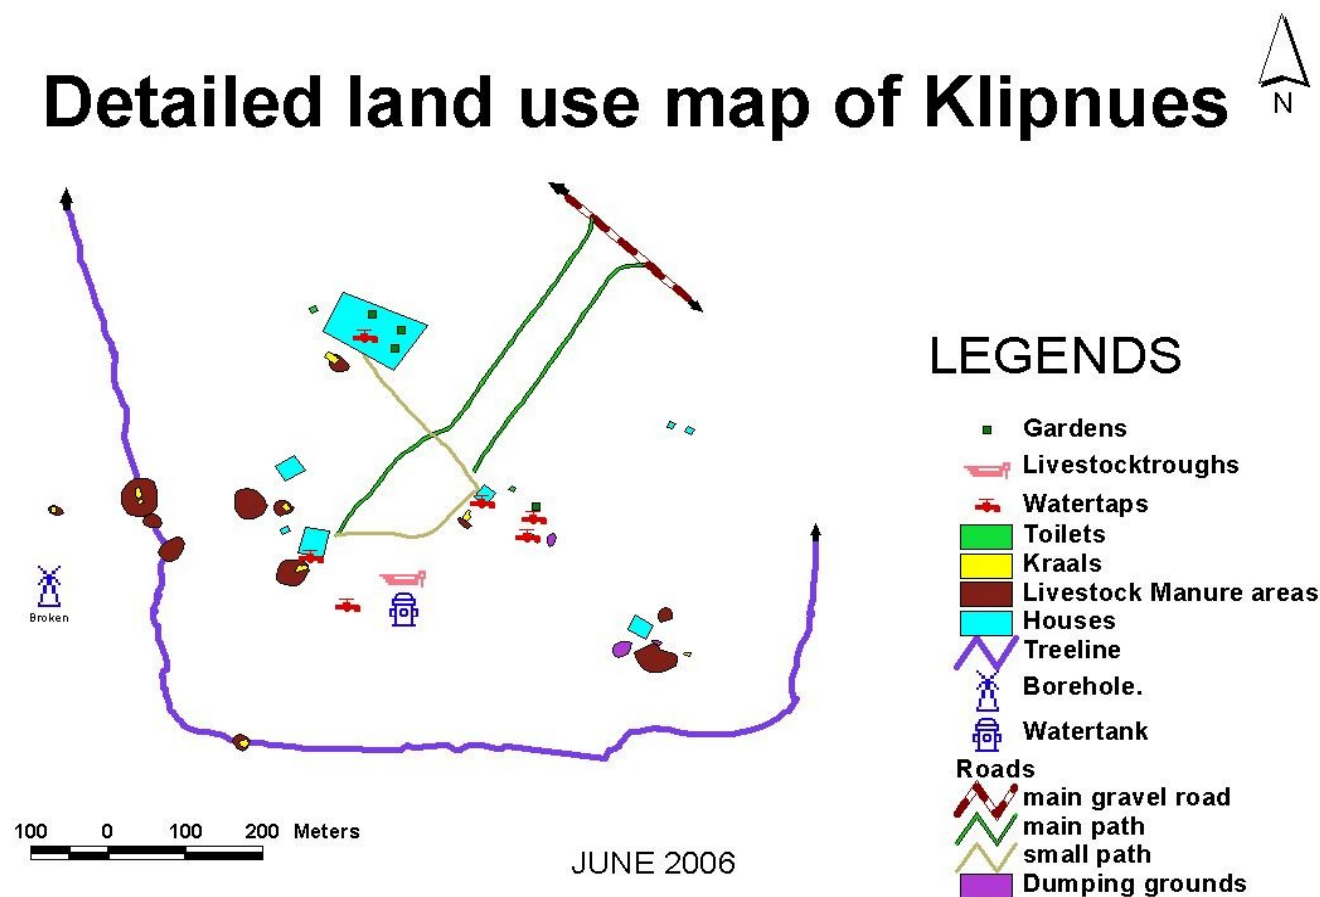 N
Detailed land use map of Klipnues
Broken
LEGENDS
Gardens
Livestocktroughs
Watertaps
Toilets
Kraals
Livestock Manure areas
Houses
Treeline
Borehole.
Watertank
Roads
main gravel road
main path
small path
Dumping grounds
100 0 100 200 Meters
JUNE 2006